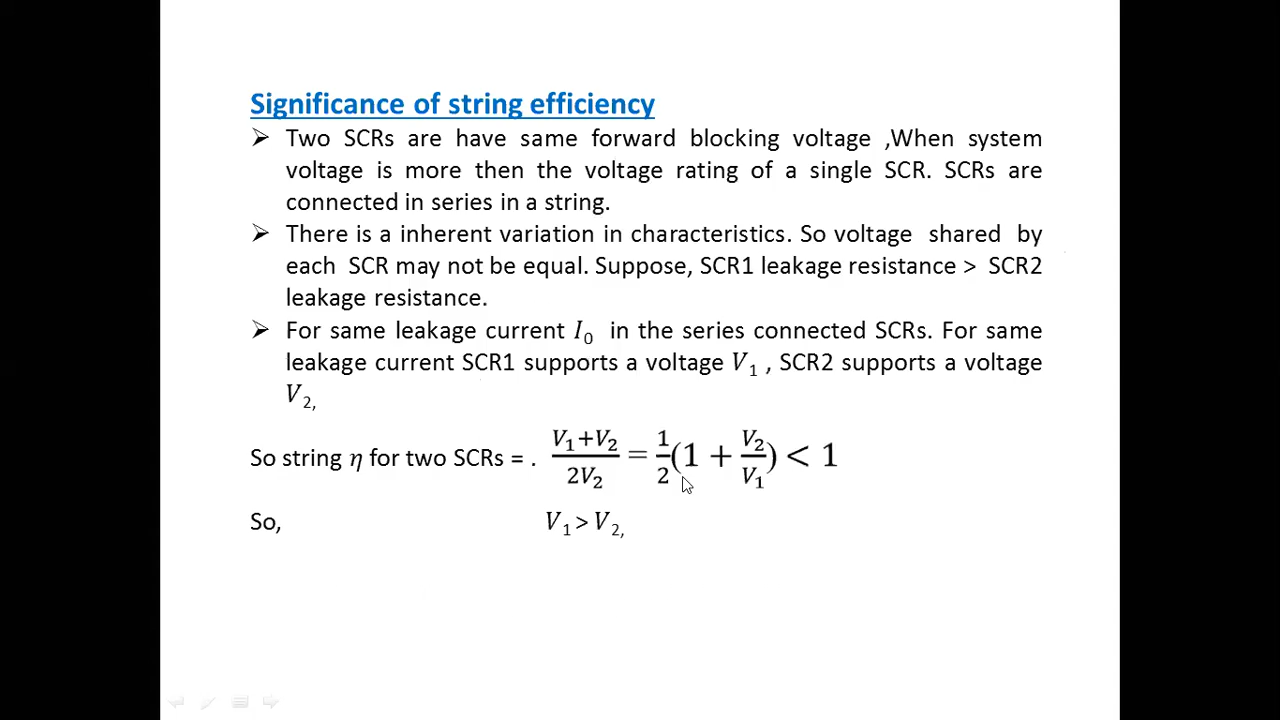 Significance of string efficiency
➢ Two SCRs are have same forward blocking voltage ,When system
voltage is more then the voltage rating of a single SCR. SCRs are
connected in series in a string.
➢ There is a inherent variation in characteristics. So voltage shared by
each SCR may not be equal. Suppose, SCR1 leakage resistance > SCR2
leakage resistance.
➢ For same leakage current I₀ in the series connected SCRs. For same
leakage current SCR1 supports a voltage V₁ , SCR2 supports a voltage
V₂,
So string η for two SCRs = . (V₁+V₂)/(2V₂) = 1/2(1 + V₂/V₁) < 1
So, V₁ > V₂,